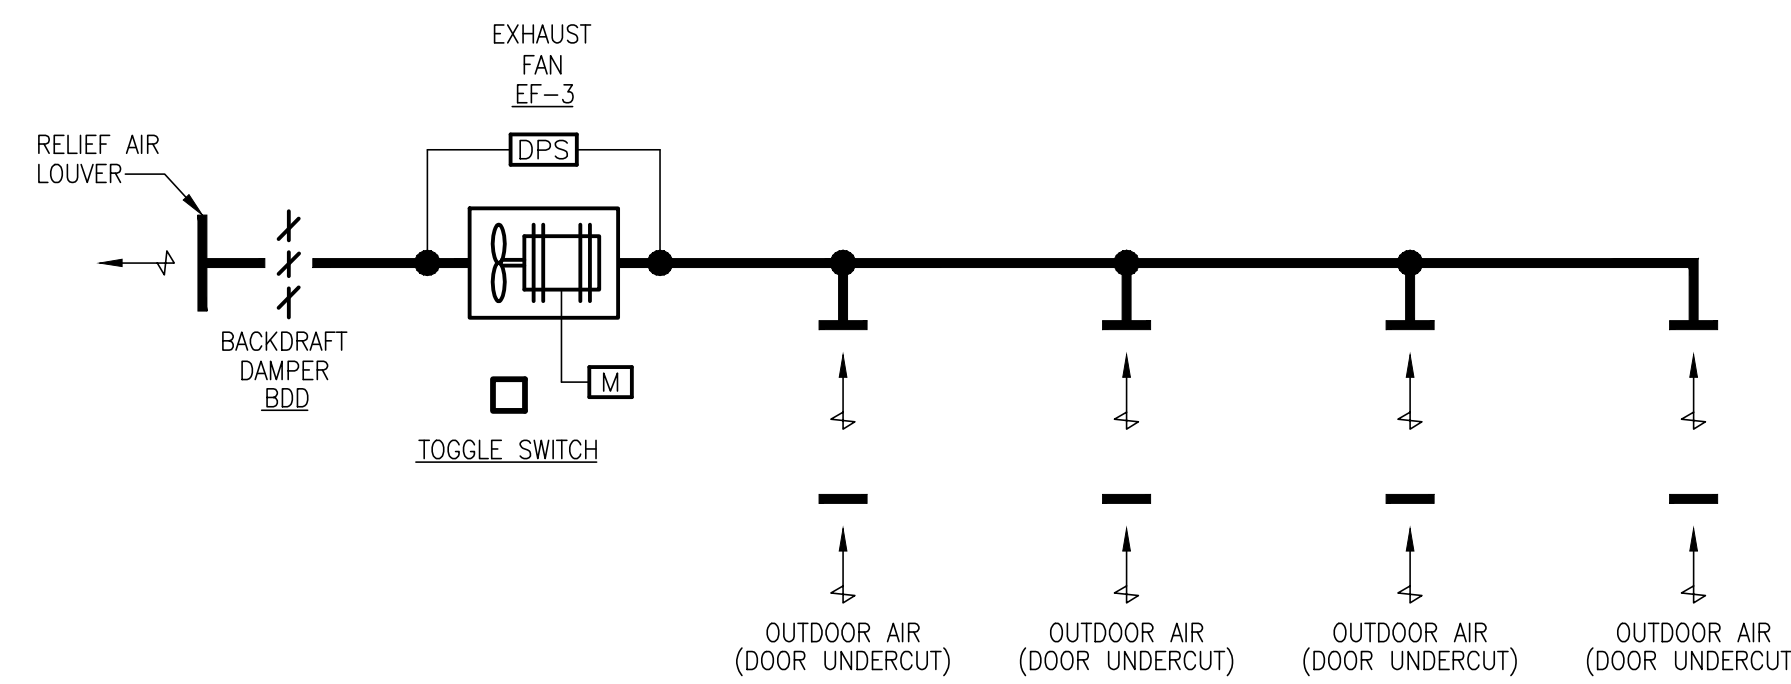 EXHAUST
FAN
EF-3
RELIEF AIR
LOUVER
DPS
BACKDRAFT
DAMPER
BDD
M
TOGGLE SWITCH
OUTDOOR AIR
(DOOR UNDERCUT)
OUTDOOR AIR
(DOOR UNDERCUT)
OUTDOOR AIR
(DOOR UNDERCUT)
OUTDOOR AIR
(DOOR UNDERCUT